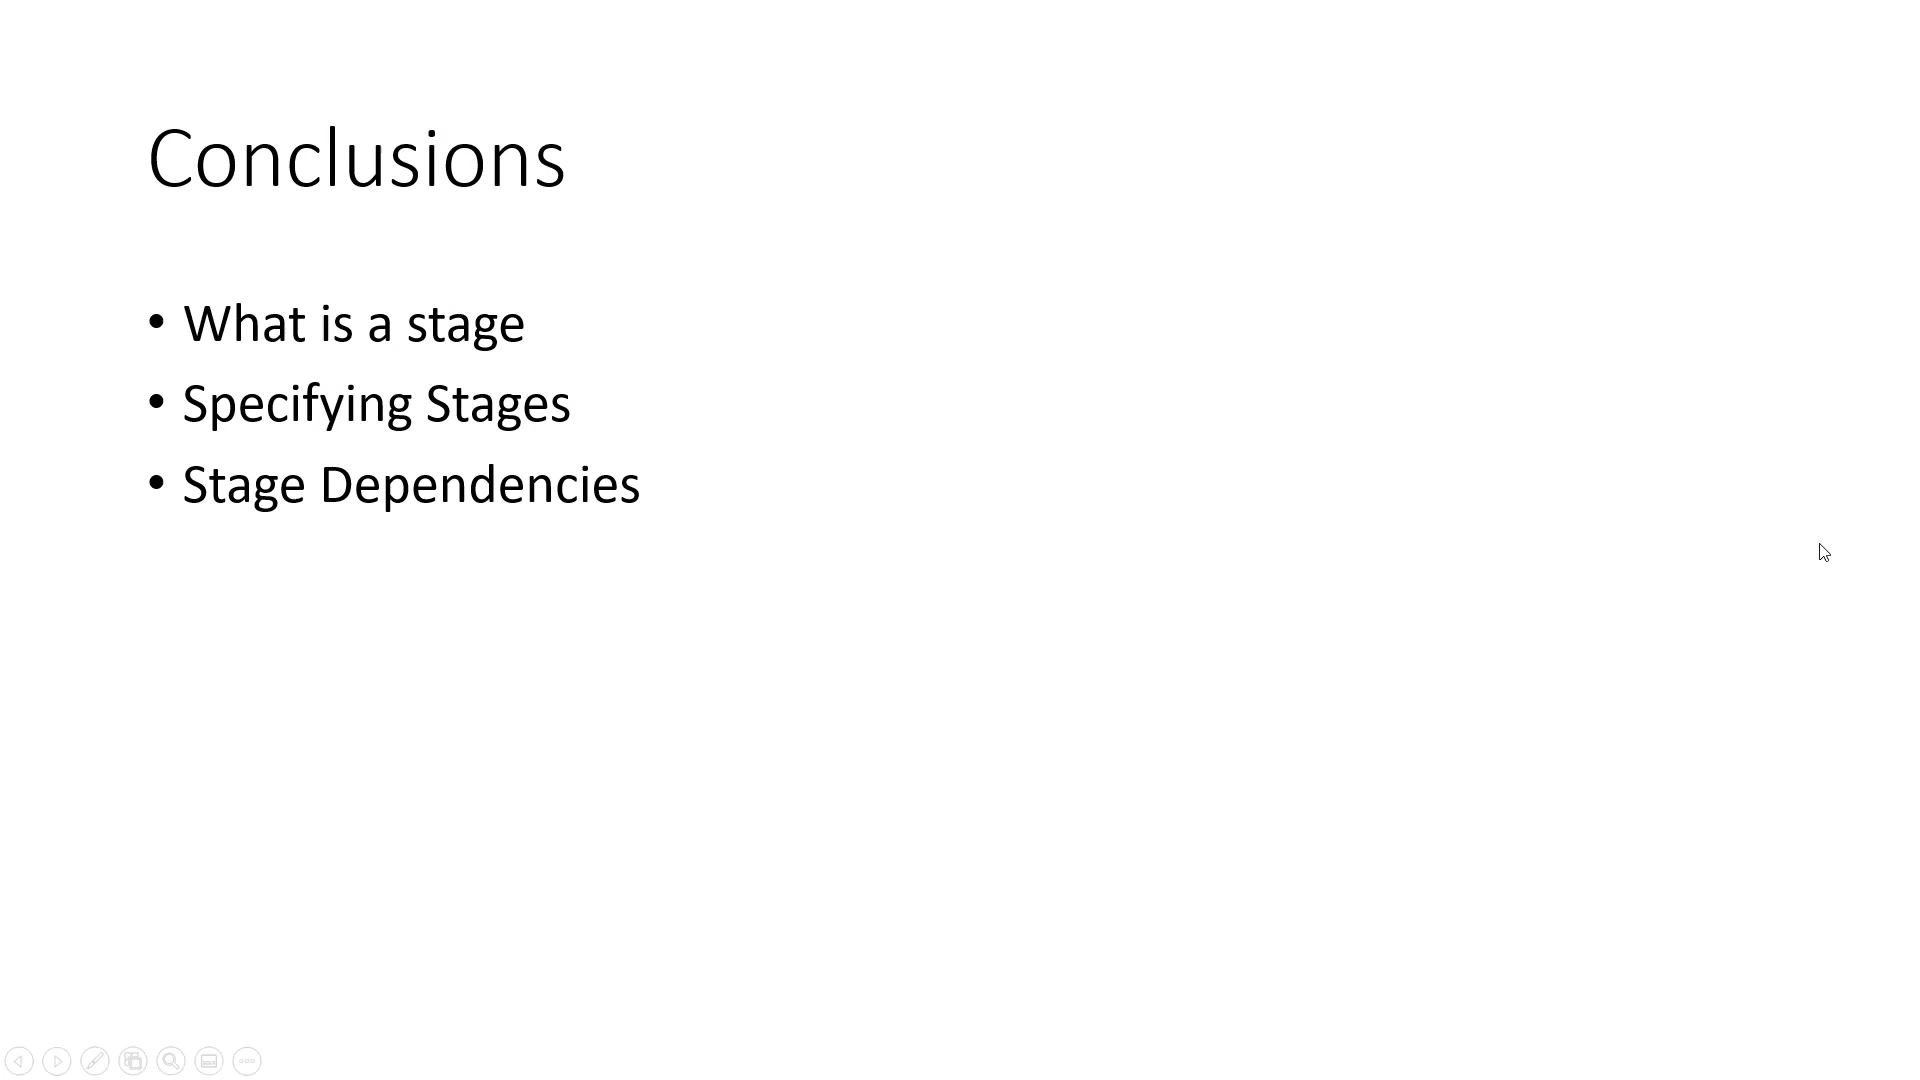 Conclusions
• What is a stage
• Specifying Stages
• Stage Dependencies